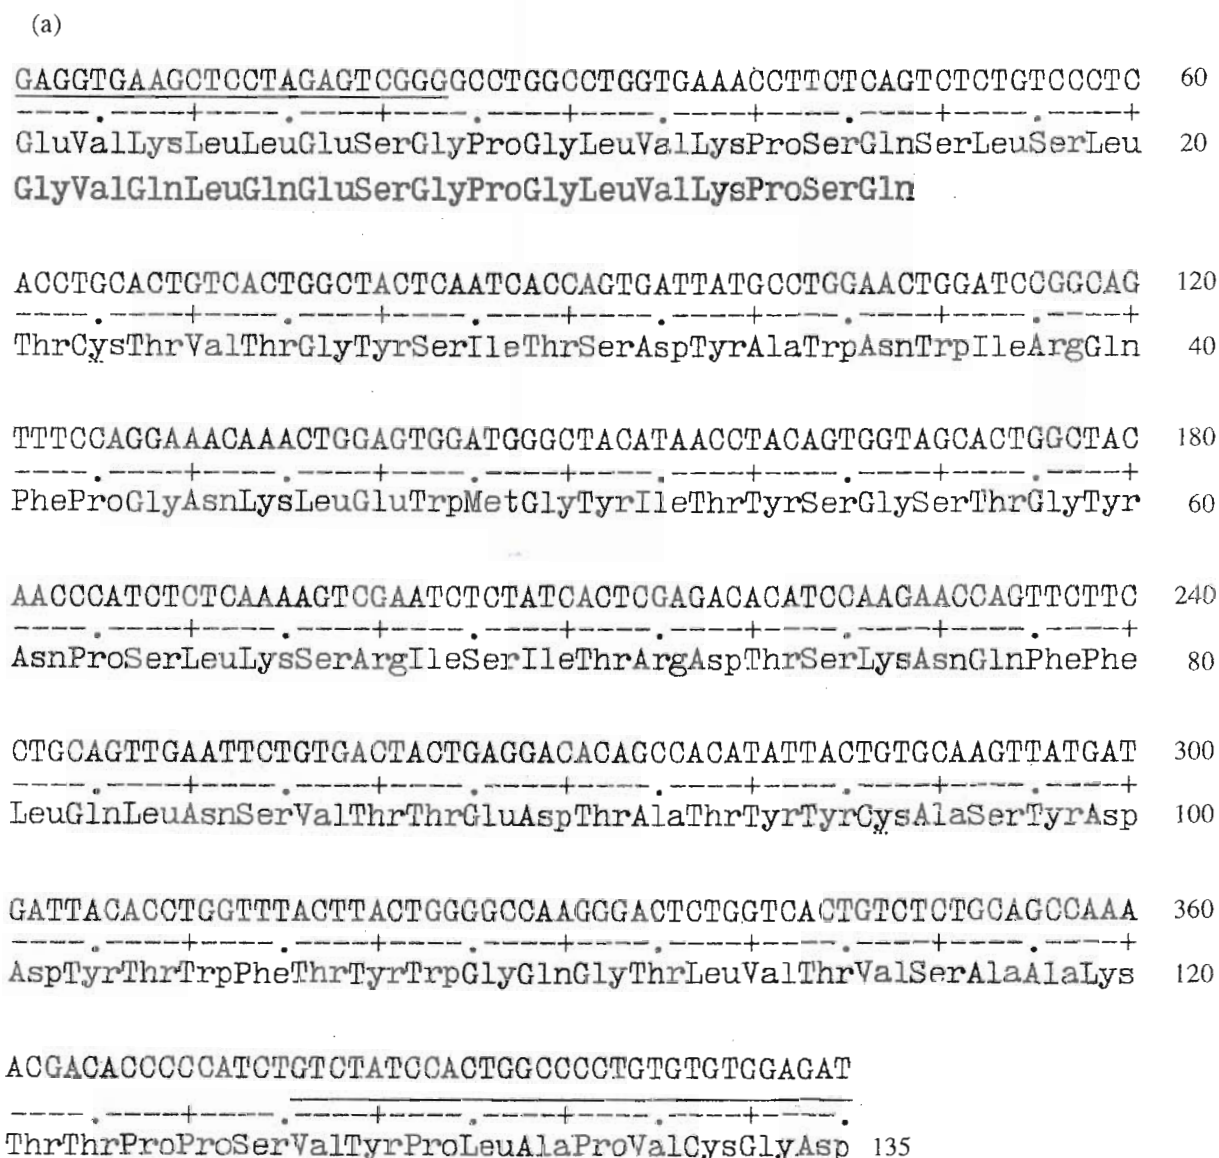 (a)
GAGGTGAAGCTCCTAGAGTCGGGGCCTGGCCTGGTGAAACCTTCTCAGTCTCTGTCCCTC 60
----.----+----.----+----.----+----.----+----.----+----.----+
GluValLysLeuLeuGluSerGlyProGlyLeuValLysProSerGlnSerLeuSerLeu 20
GlyValGlnLeuGlnGluSerGlyProGlyLeuValLysProSerGln
ACCTGCACTGTCACTGGCTACTCAATCACCAGTGATTATGCCTGGAACTGGATCCGGCAG 120
----.----+----.----+----.----+----.----+----.----+----.----+
ThrCysThrValThrGlyTyrSerIleThrSerAspTyrAlaTrpAsnTrpIleArgGln 40
TTTCCAGGAAACAAACTGGAGTGGATGGGCTACATAACCTACAGTGGTAGCACTGGCTAC 180
----.----+----.----+----.----+----.----+----.----+----.----+
PheProGlyAsnLysLeuGluTrpMetGlyTyrIleThrTyrSerGlySerThrGlyTyr 60
AACCCATCTCTCAAAAGTCGAATCTCTATCACTCGAGACACATCCAAGAACCAGTTCTTC 240
----.----+----.----+----.----+----.----+----.----+----.----+
AsnProSerLeuLysSerArgIleSerIleThrArgAspThrSerLysAsnGlnPhePhe 80
CTGCAGTTGAATTCTGTGACTACTGAGGACACAGCCACATATTACTGTGCAAGTTATGAT 300
----.----+----.----+----.----+----.----+----.----+----.----+
LeuGlnLeuAsnSerValThrThrGluAspThrAlaThrTyrTyrCysAlaSerTyrAsp 100
GATTACACCTGGTTTACTTACTGGGGCCAAGGGACTCTGGTCACTGTCTCTGCAGCCAAA 360
----.----+----.----+----.----+----.----+----.----+----.----+
AspTyrThrTrpPheThrTyrTrpGlyGlnGlyThrLeuValThrValSerAlaAlaLys 120
ACGACACCCCCATCTGTCTATCCACTGGCCCCTGTGTGTGGAGAT
----.----+----.----+----.----+----.----+----.
ThrThrProProSerValTyrProLeuAlaProValCysGlyAsp 135